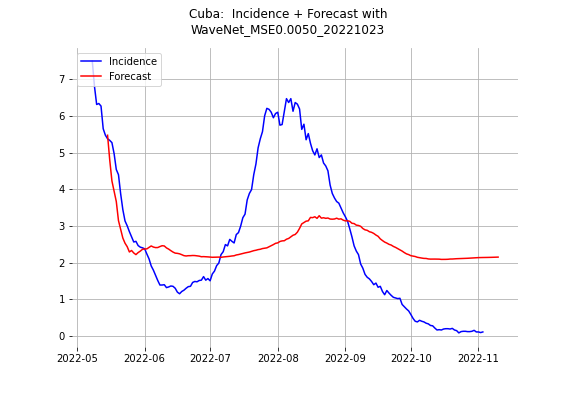 Cuba:  Incidence + Forecast with
WaveNet_MSE0.0050_20221023
Incidence
Forecast
7
6
5
4
3
2
1
0
2022-05 2022-06 2022-07 2022-08 2022-09 2022-10 2022-11